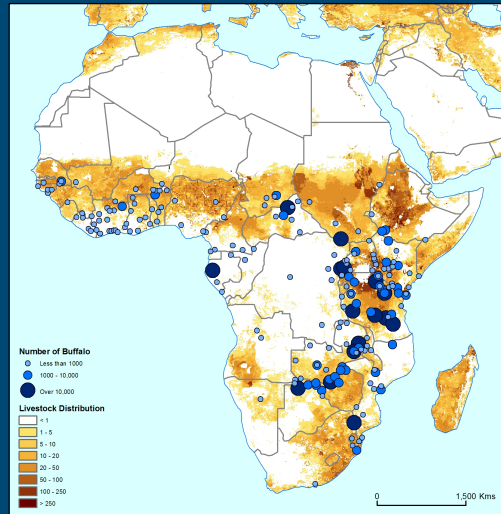 Number of Buffalo
Less than 1000
1000 - 10,000
Over 10,000
Livestock Distribution
< 1
1 - 5
5 - 10
10 - 20
20 - 50
50 - 100
100 - 250
> 250
0 1,500 Kms